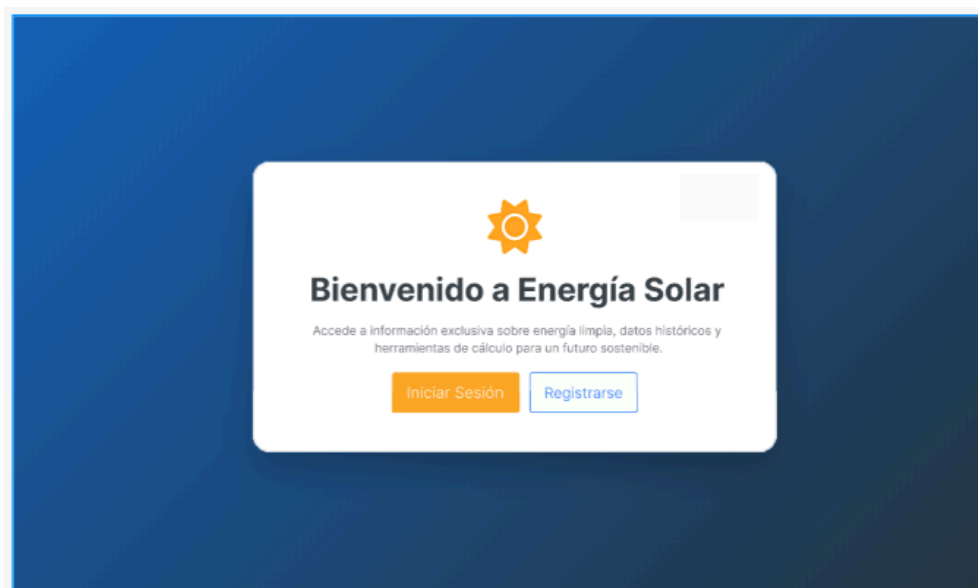 Bienvenido a Energía Solar
Accede a información exclusiva sobre energía limpia, datos históricos y
herramientas de cálculo para un futuro sostenible.
Iniciar Sesión
Registrarse